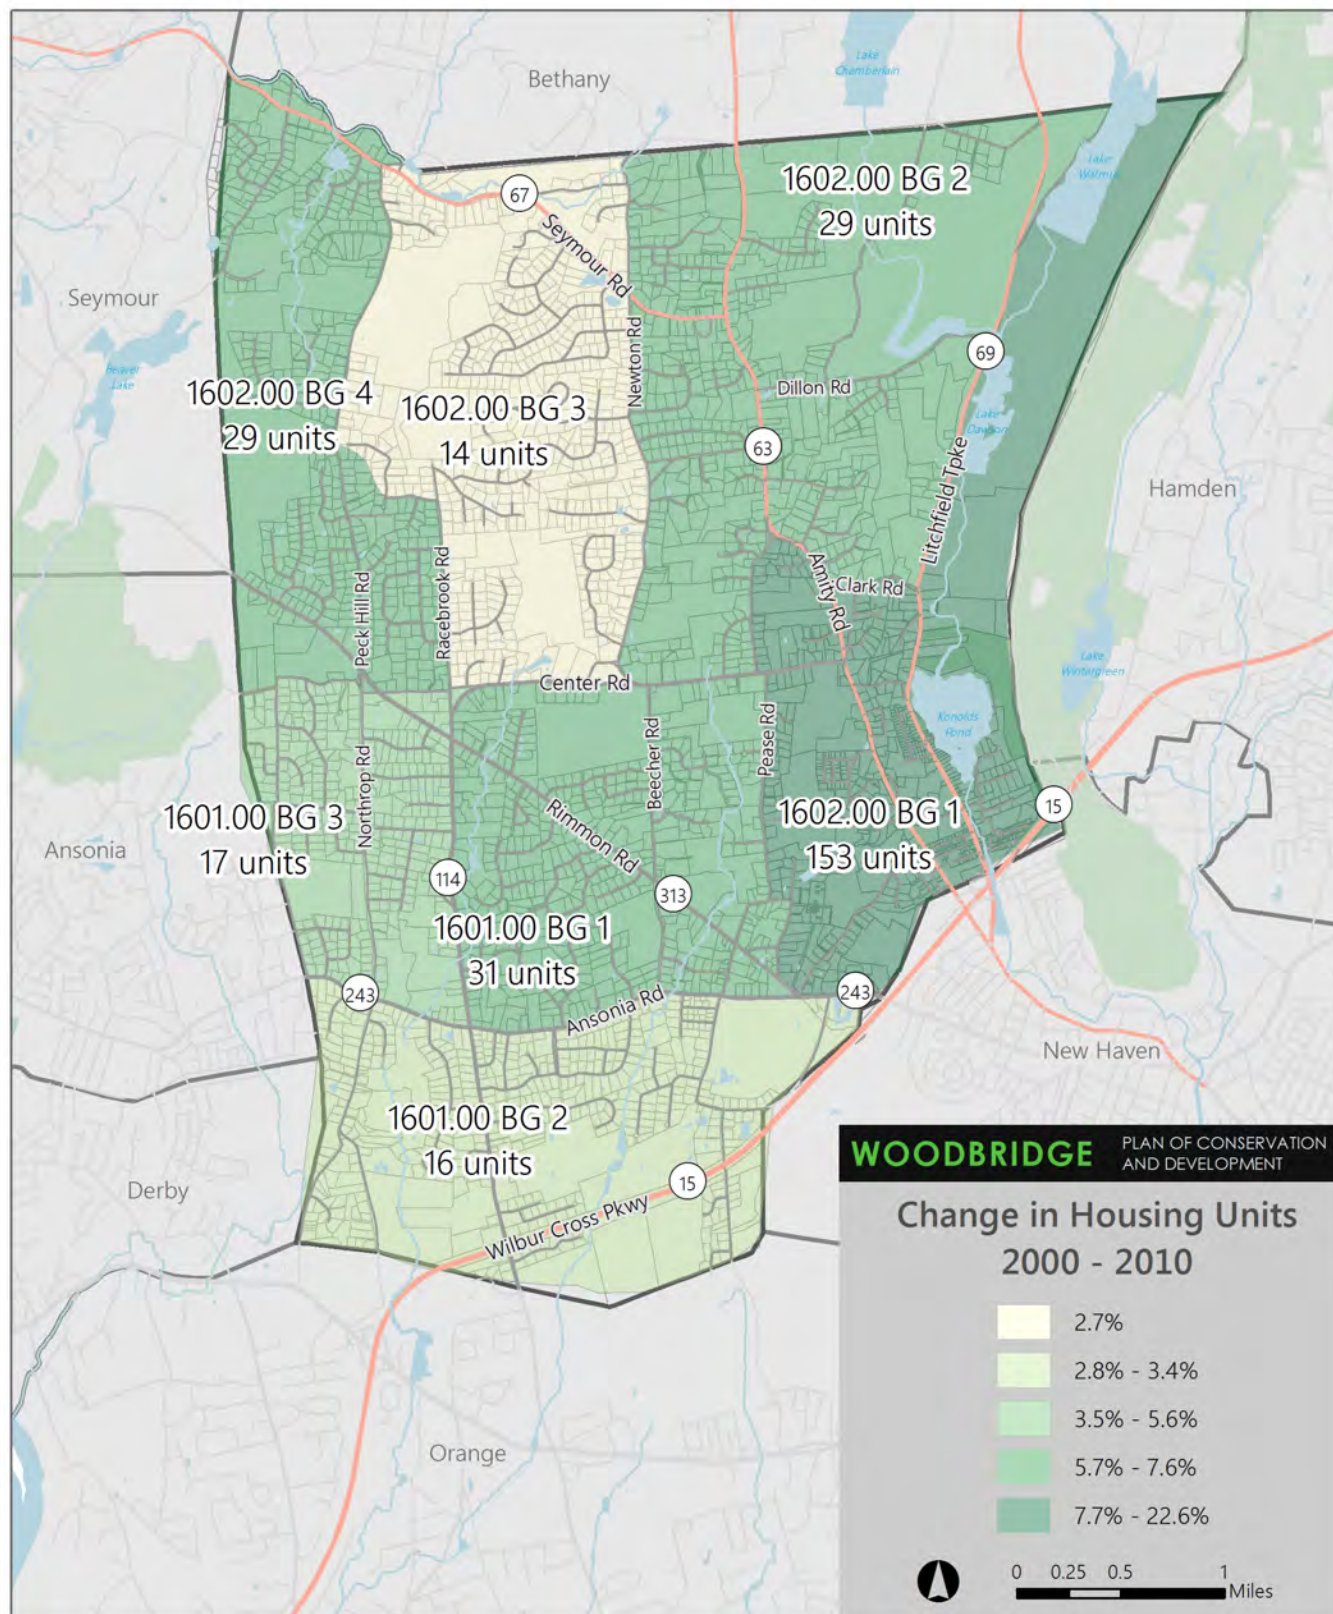 Bethany
Lake
Chamberlain
Lake
Watrous
1602.00 BG 2
29 units
67
Seymour Rd
Seymour
Newton Rd
69
Lake
Dawson
Dillon Rd
1602.00 BG 4
29 units
1602.00 BG 3
14 units
63
Litchfield Tpke
Hamden
Racebrook Rd
Peck Hill Rd
Amity Rd
Clark Rd
Lake
Wintergreen
Center Rd
Konolds
Pond
Pease Rd
Beecher Rd
Northrop Rd
1601.00 BG 3
17 units
Ansonia
Rimmon Rd
1602.00 BG 1
153 units
15
114
313
1601.00 BG 1
31 units
243
Ansonia Rd
243
New Haven
1601.00 BG 2
16 units
15
Wilbur Cross Pkwy
Derby
Orange
WOODBRIDGE
PLAN OF CONSERVATION
AND DEVELOPMENT
Change in Housing Units
2000 - 2010
2.7%
2.8% - 3.4%
3.5% - 5.6%
5.7% - 7.6%
7.7% - 22.6%
0 0.25 0.5 1
Miles